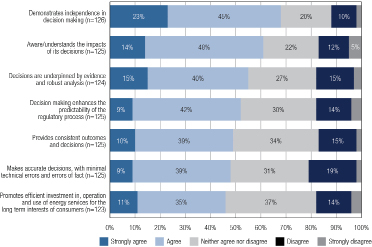 Demonstrates independence in
decision making (n=126)
23%
45%
20%
10%
Aware/understands the impacts
of its decisions (n=125)
14%
46%
22%
12%
5%
Decisions are underpinned by evidence
and robust analysis (n=124)
15%
40%
27%
15%
Decision making enhances the
predictability of the
regulatory process (n=125)
9%
42%
30%
14%
Provides consistent outcomes
and decisions (n=125)
10%
39%
34%
15%
Makes accurate decisions, with minimal
technical errors and errors of fact (n=125)
9%
39%
31%
19%
Promotes efficient investment in, operation
and use of energy services for the
long term interests of consumers (n=123)
11%
35%
37%
14%
0% 10% 20% 30% 40% 50% 60% 70% 80% 90% 100%
Strongly agree Agree Neither agree nor disagree Disagree Strongly disagree